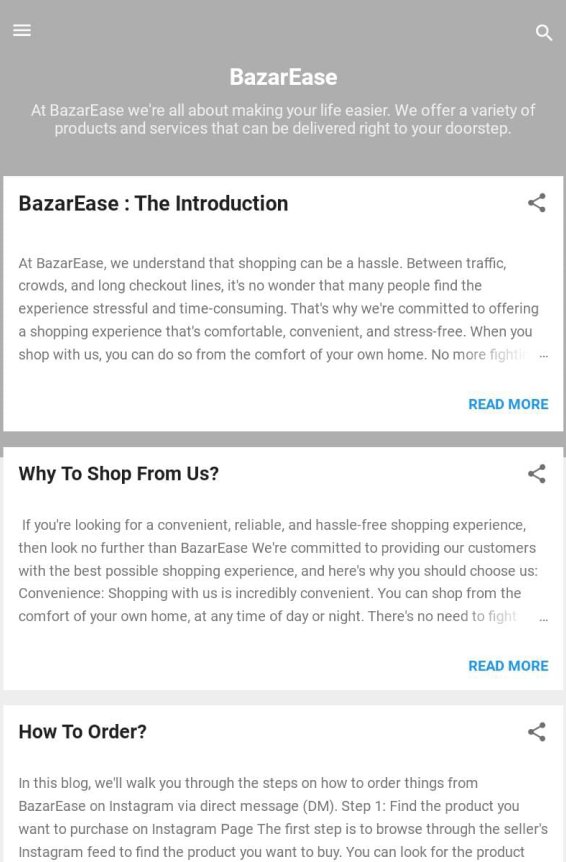 BazarEase
At BazarEase we're all about making your life easier. We offer a variety of
products and services that can be delivered right to your doorstep.
BazarEase : The Introduction
At BazarEase, we understand that shopping can be a hassle. Between traffic,
crowds, and long checkout lines, it's no wonder that many people find the
experience stressful and time-consuming. That's why we're committed to offering
a shopping experience that's comfortable, convenient, and stress-free. When you
shop with us, you can do so from the comfort of your own home. No more fighting …
READ MORE
Why To Shop From Us?
If you're looking for a convenient, reliable, and hassle-free shopping experience,
then look no further than BazarEase We're committed to providing our customers
with the best possible shopping experience, and here's why you should choose us:
Convenience: Shopping with us is incredibly convenient. You can shop from the
comfort of your own home, at any time of day or night. There's no need to fight …
READ MORE
How To Order?
In this blog, we'll walk you through the steps on how to order things from
BazarEase on Instagram via direct message (DM). Step 1: Find the product you
want to purchase on Instagram Page The first step is to browse through the seller's
Instagram feed to find the product you want to buy. You can look for the product